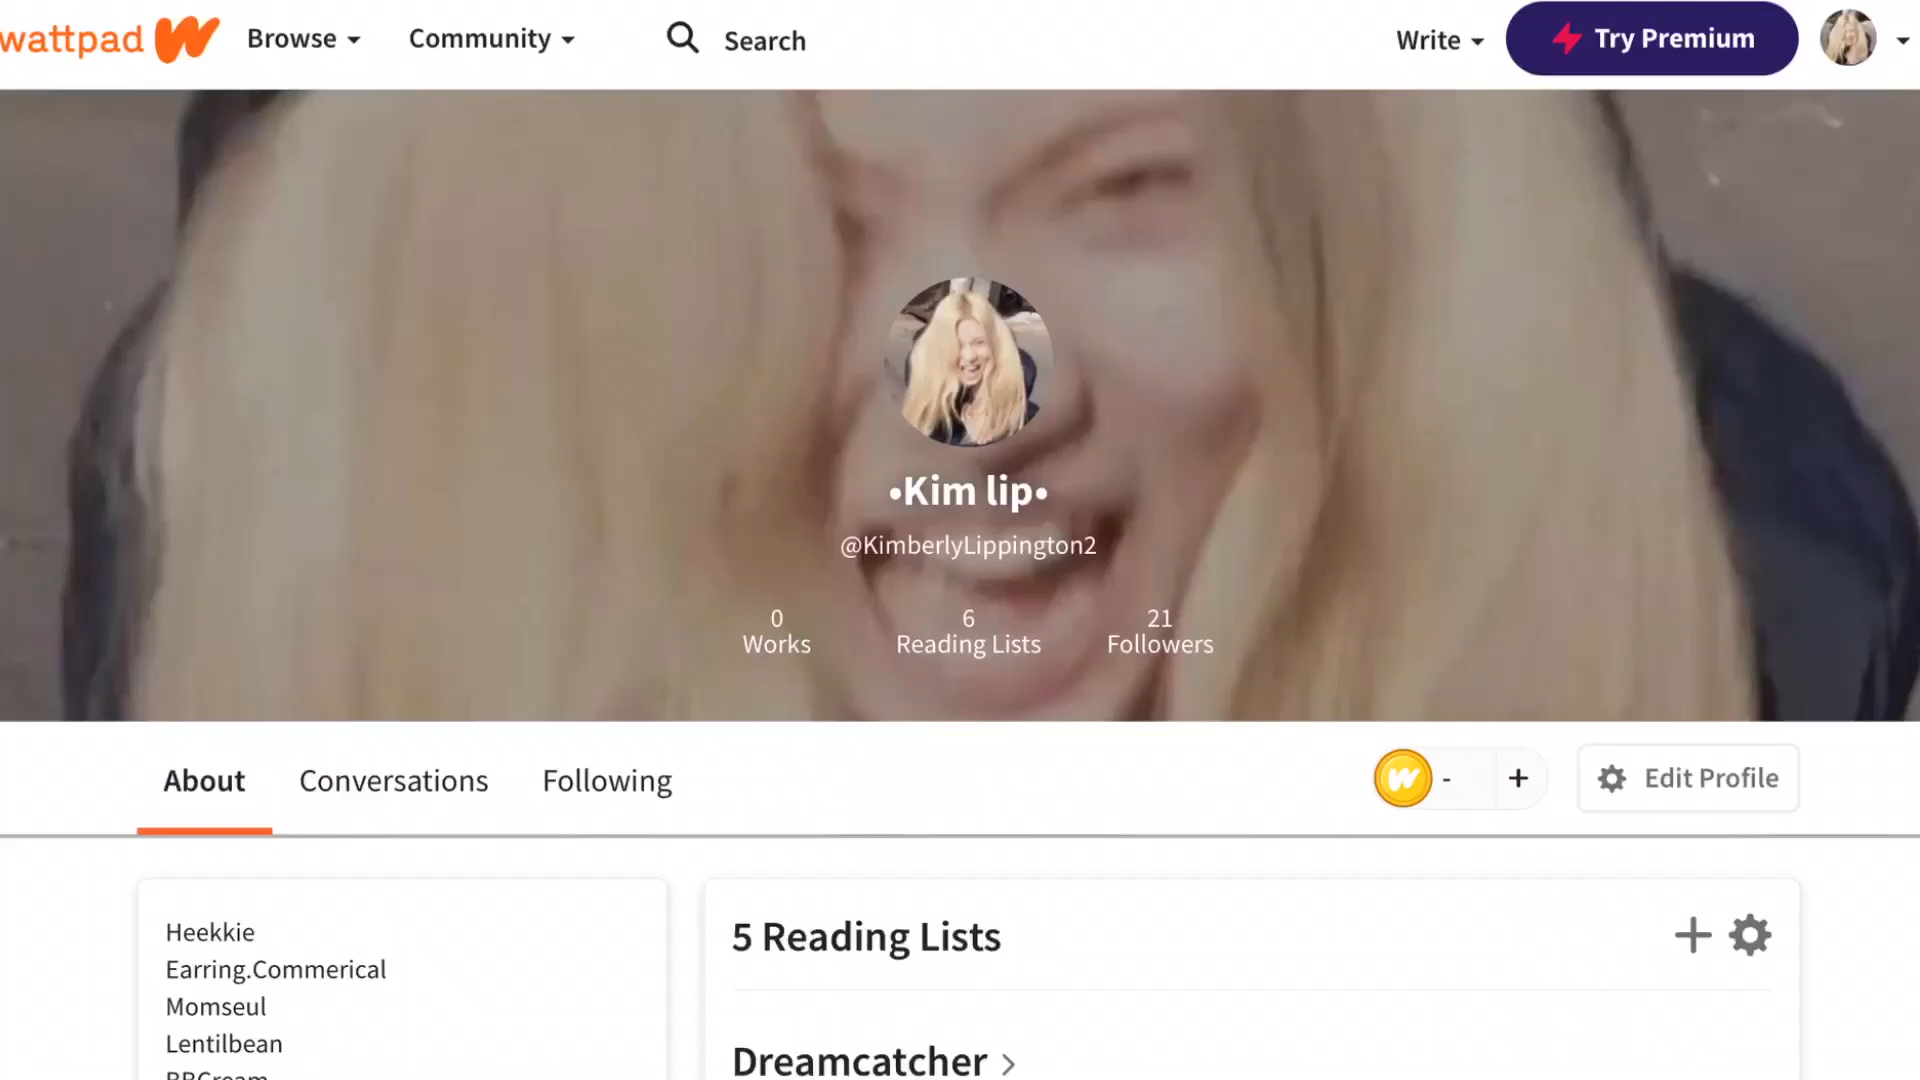 wattpad
Browse
Community
Search
Write
Try Premium
•Kim lip•
@KimberlyLippington2
0
Works
6
Reading Lists
21
Followers
About
Conversations
Following
-
+
Edit Profile
Heekkie
Earring.Commerical
Momseul
Lentilbean
BBCream
5 Reading Lists
Dreamcatcher